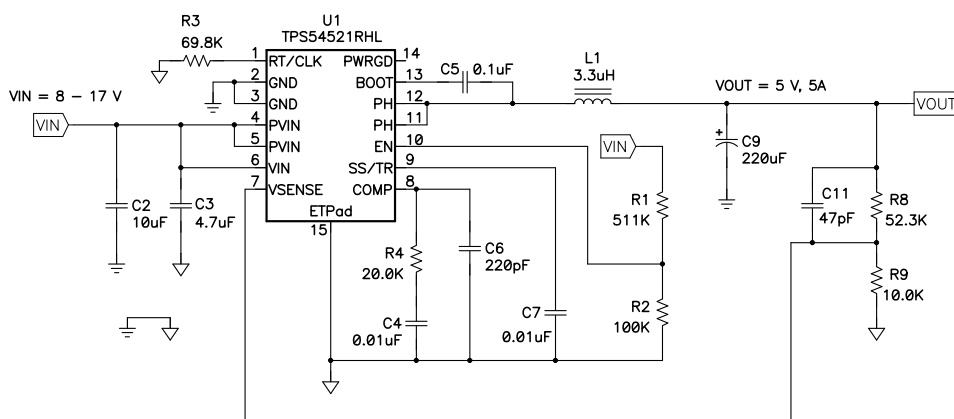 U1
TPS54521RHL
R3
69.8K
1 RT/CLK PWRGD 14
2 GND BOOT 13
3 GND PH 12
4 PVIN PH 11
5 PVIN EN 10
6 VIN SS/TR 9
7 VSENSE COMP 8
ETPad
15
VIN = 8 - 17 V
VIN
C2
10uF
C3
4.7uF
C5 0.1uF
L1
3.3uH
VOUT = 5 V, 5A
VOUT
+
C9
220uF
VIN
R1
511K
C11
47pF
R8
52.3K
R4
20.0K
C6
220pF
R9
10.0K
C4
0.01uF
C7
0.01uF
R2
100K